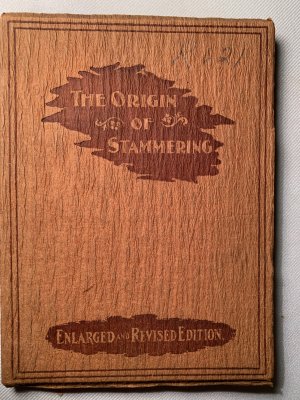 THE ORIGIN
OF
STAMMERING.
ENLARGED AND REVISED EDITION.